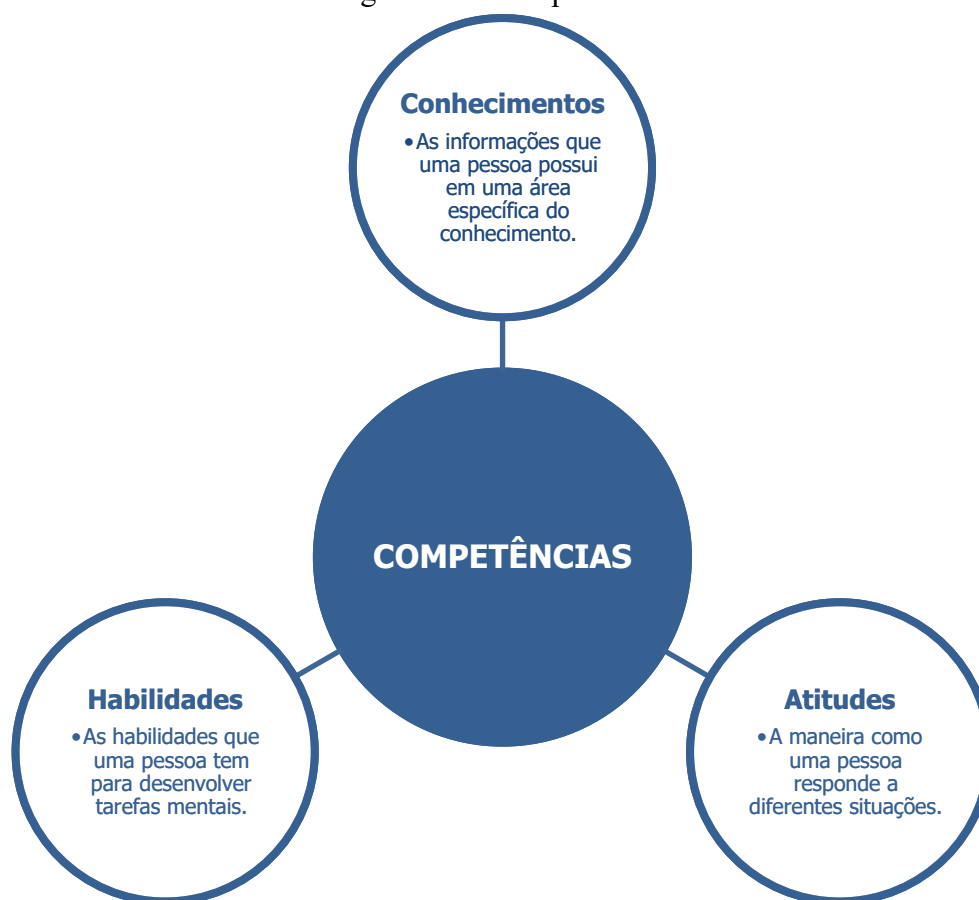 Conhecimentos
•As informações que
uma pessoa possui
em uma área
específica do
conhecimento.
COMPETÊNCIAS
Habilidades
•As habilidades que
uma pessoa tem
para desenvolver
tarefas mentais.
Atitudes
•A maneira como
uma pessoa
responde a
diferentes situações.